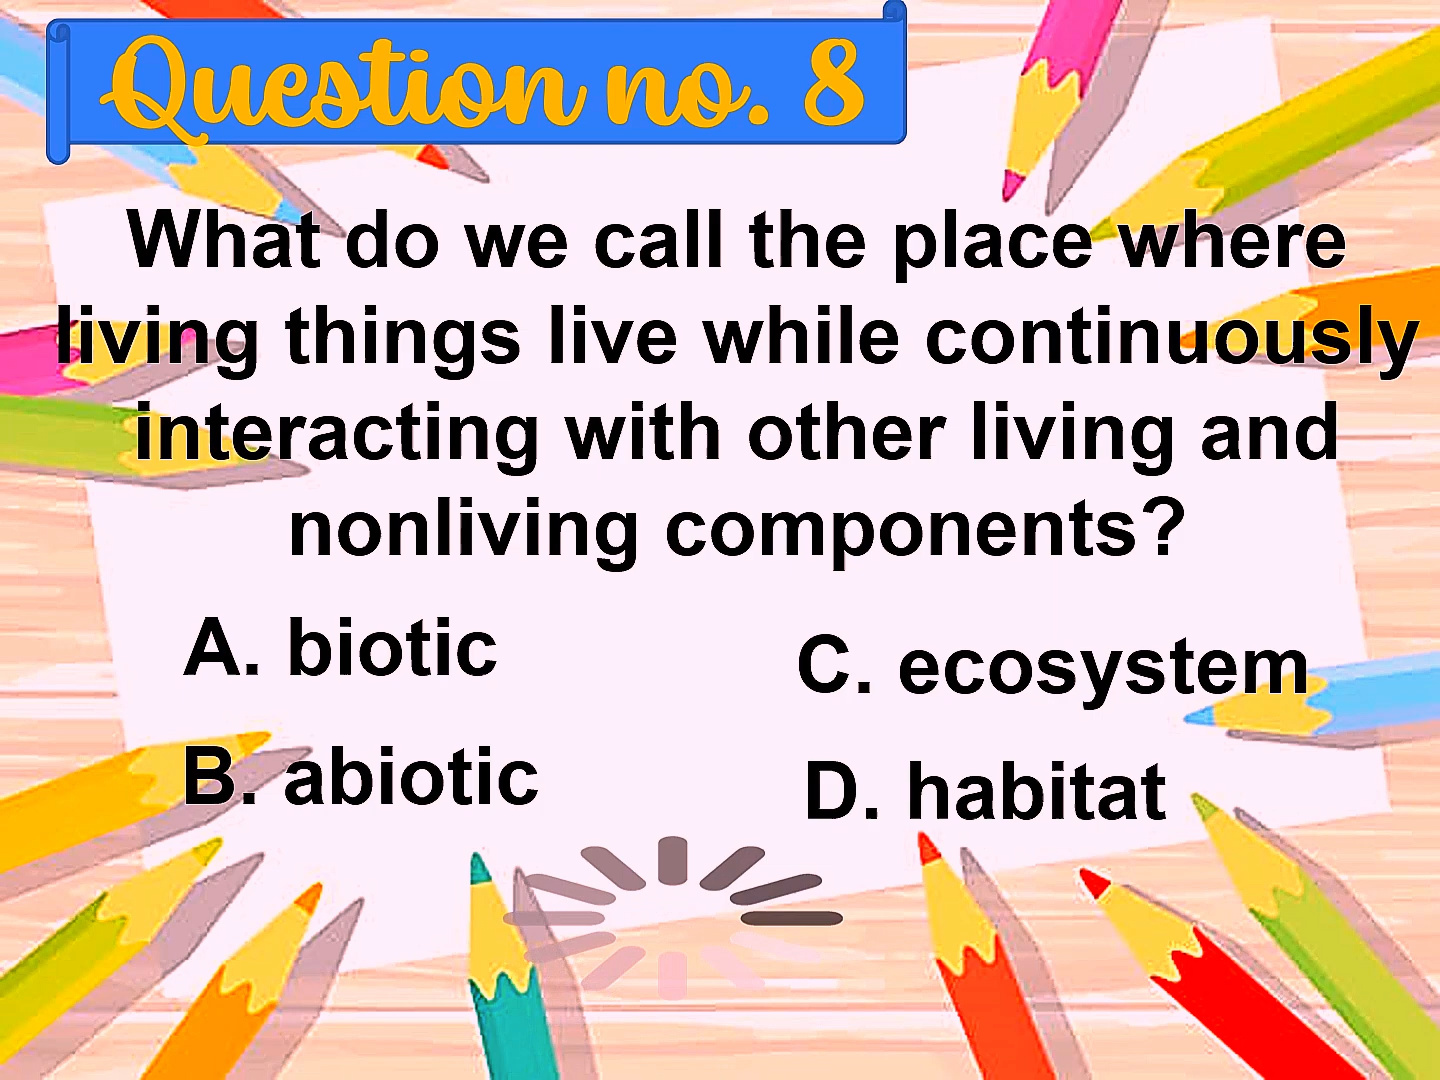 Question no. 8
What do we call the place where
living things live while continuously
interacting with other living and
nonliving components?
A. biotic
B. abiotic
C. ecosystem
D. habitat